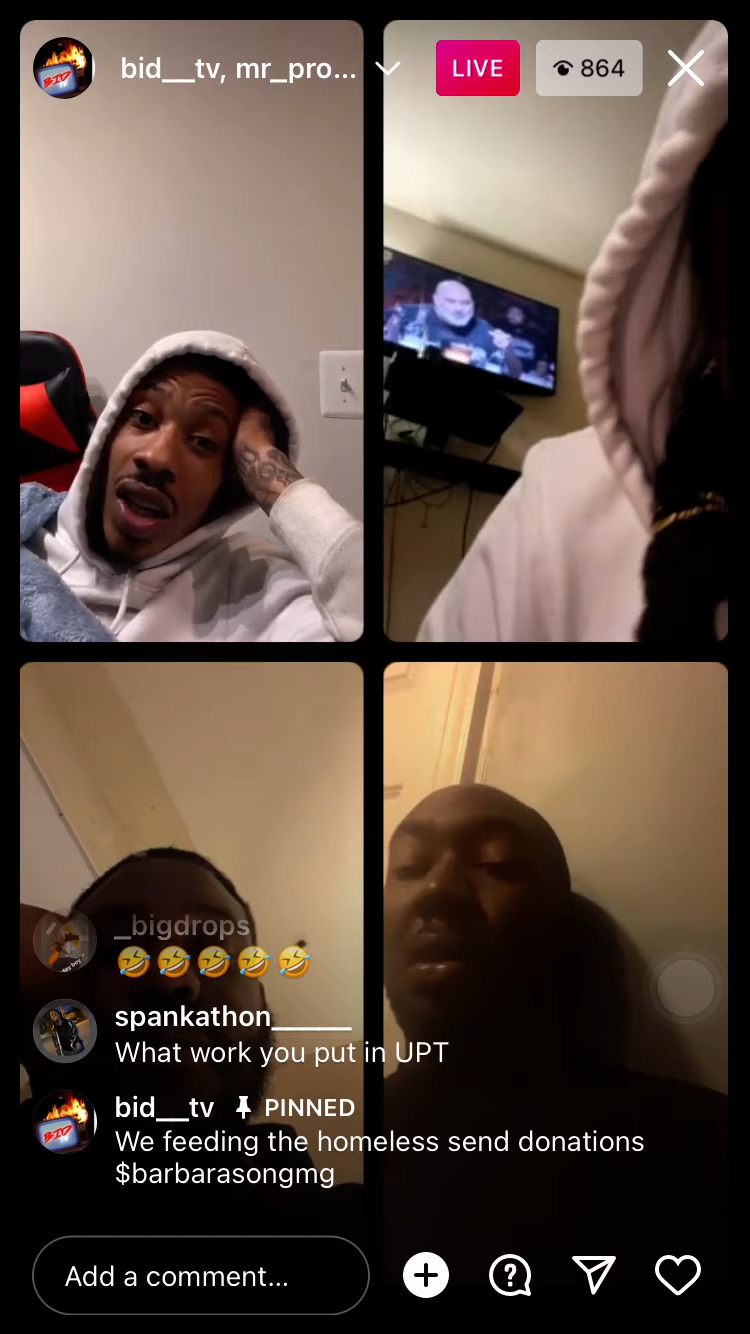 bid__tv, mr_pro...
LIVE
864
_bigdrops
🤣🤣🤣🤣🤣
spankathon_____
What work you put in UPT
bid__tv PINNED
We feeding the homeless send donations
$barbarasongmg
Add a comment...